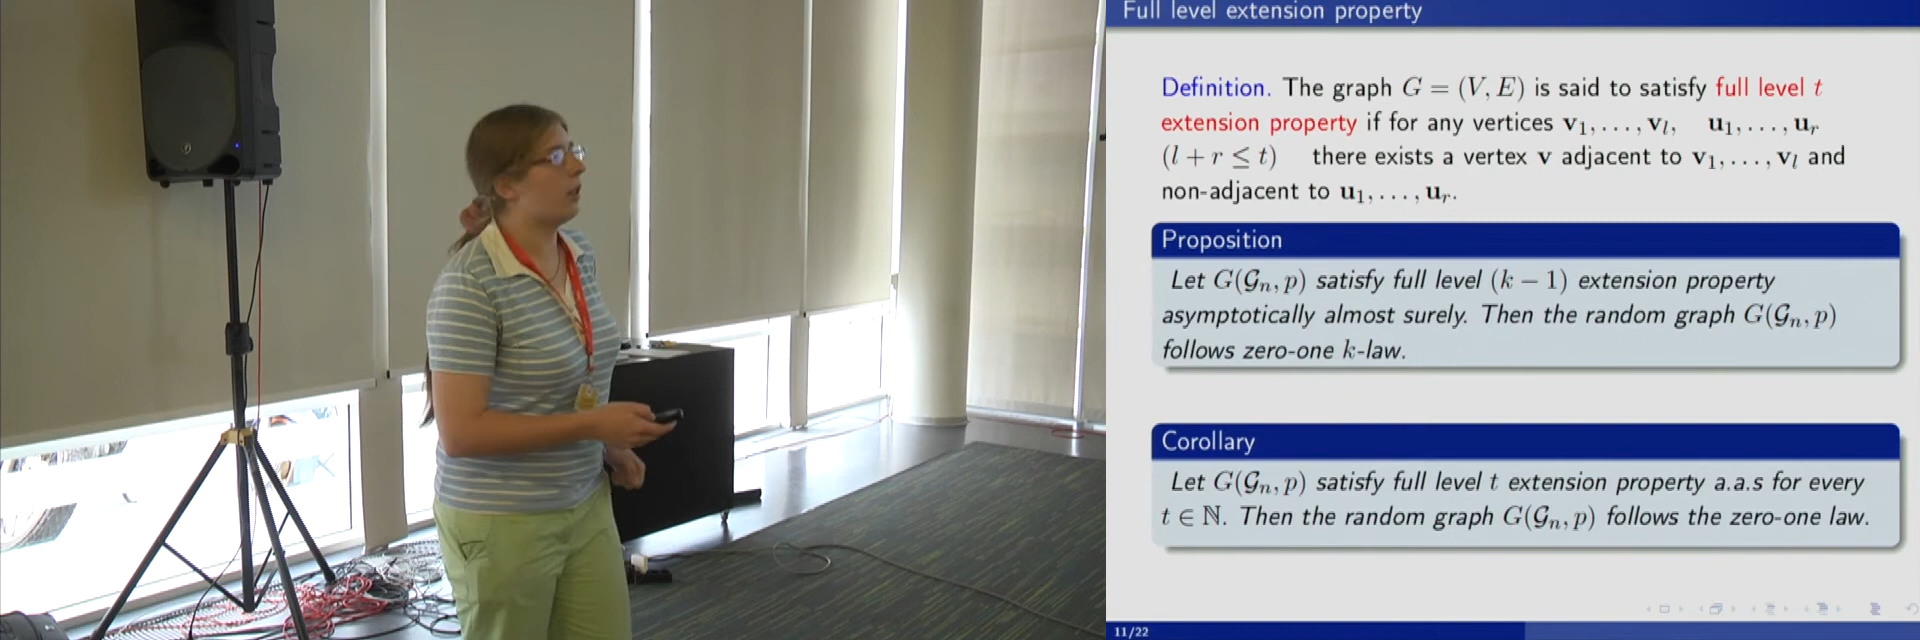 Full level extension property
Definition. The graph G = (V, E) is said to satisfy full level t
extension property if for any vertices v₁, . . . , vₗ, u₁, . . . , uᵣ
(l + r ≤ t) there exists a vertex v adjacent to v₁, . . . , vₗ and
non-adjacent to u₁, . . . , uᵣ.
Proposition
Let G(𝒢ₙ, p) satisfy full level (k − 1) extension property
asymptotically almost surely. Then the random graph G(𝒢ₙ, p)
follows zero-one k-law.
Corollary
Let G(𝒢ₙ, p) satisfy full level t extension property a.a.s for every
t ∈ ℕ. Then the random graph G(𝒢ₙ, p) follows the zero-one law.
11/22